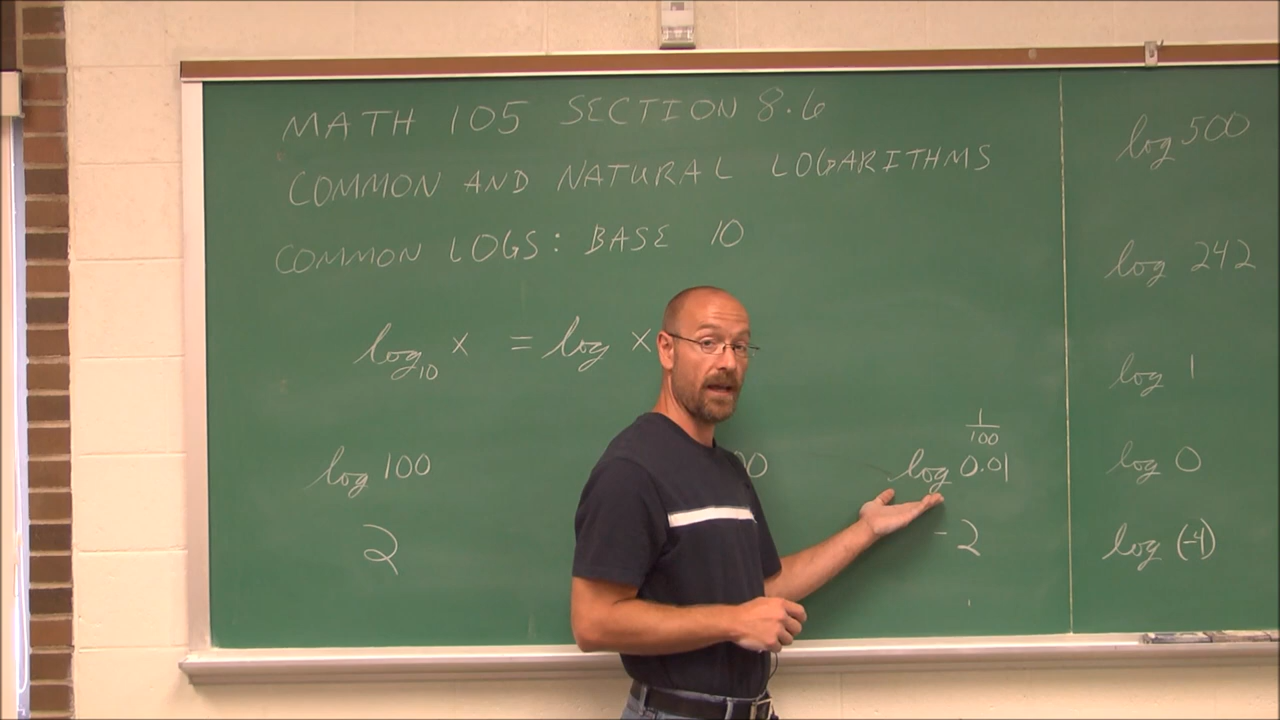 MATH 105 SECTION 8.6
COMMON AND NATURAL LOGARITHMS
COMMON LOGS: BASE 10
log₁₀ x = log x
log 100
2
00
1/100
log 0.01
-2
log 500
log 242
log 1
log 0
log (-4)